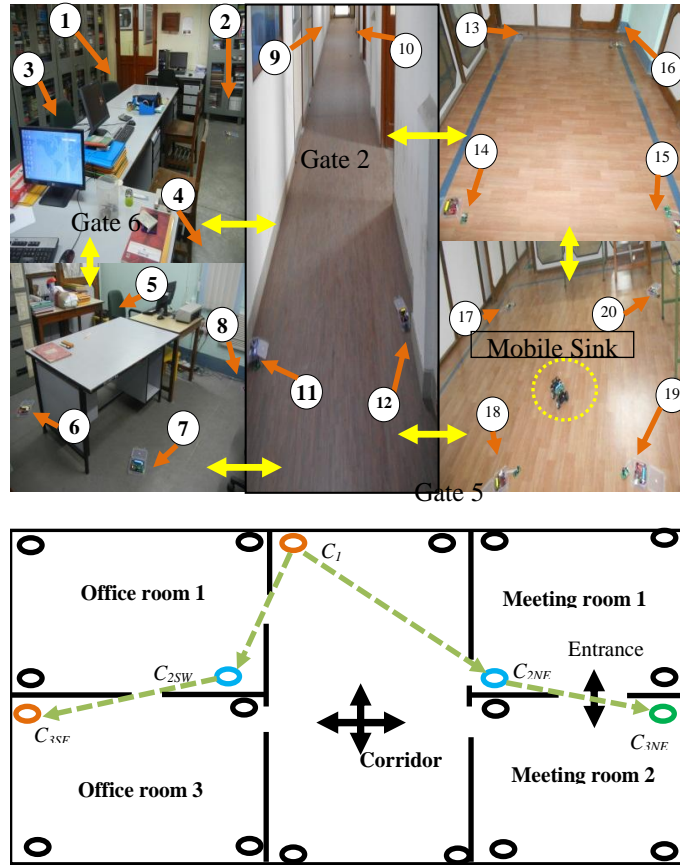 1
2
3
4
Gate 6
5
6
7
8
9
10
Gate 2
11
12
13
14
15
16
17
18
19
20
Mobile Sink
Gate 5
C1
Office room 1
Meeting room 1
Entrance
C2SW
C2NE
C3SE
C3NE
Corridor
Office room 3
Meeting room 2